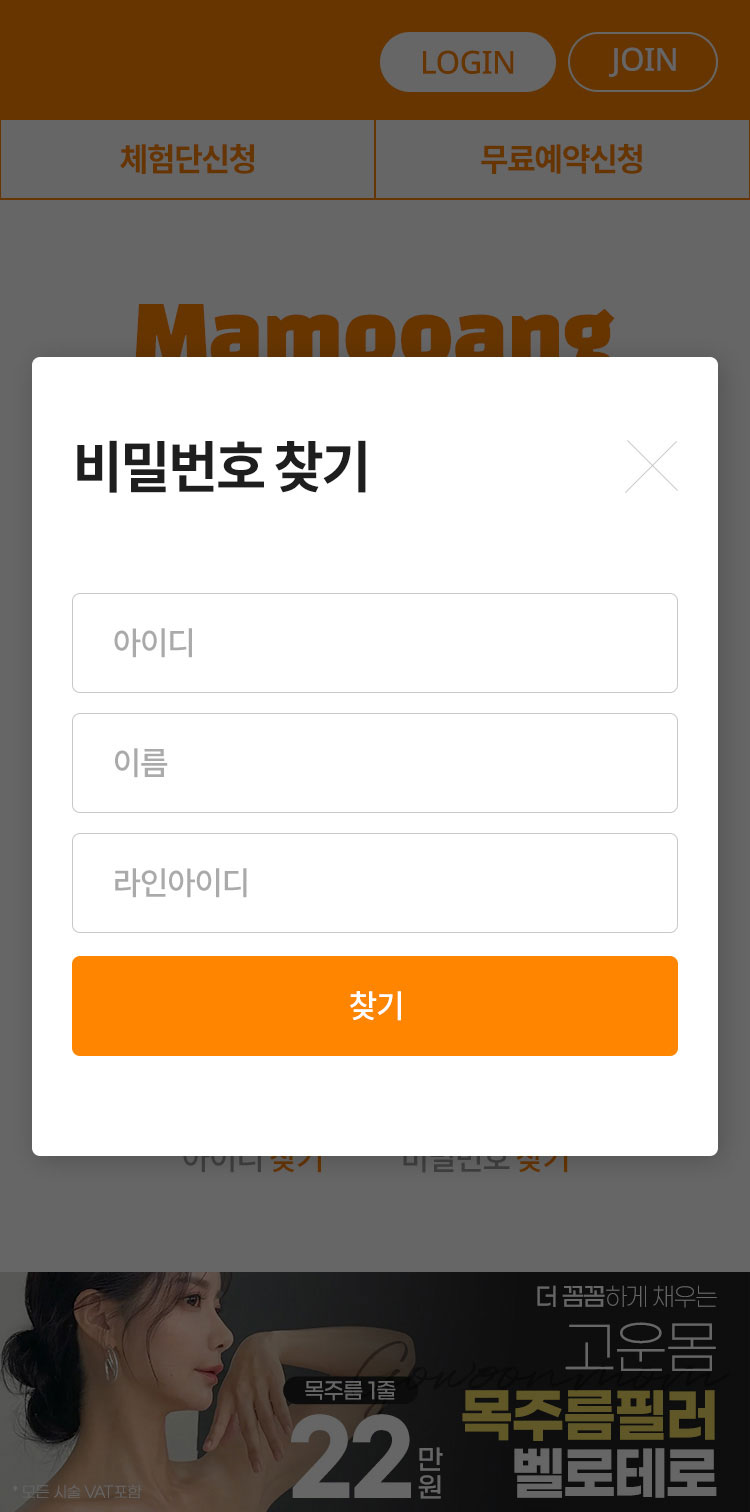 LOGIN
JOIN
체험단신청
무료예약신청
Mamooang
비밀번호 찾기
아이디
이름
라인아이디
찾기
아이디 찾기
비밀번호 찾기
더 꼼꼼하게 채우는
고운몸
목주름 1줄
목주름필러
22만원
벨로테로
* 모든 시술 VAT포함